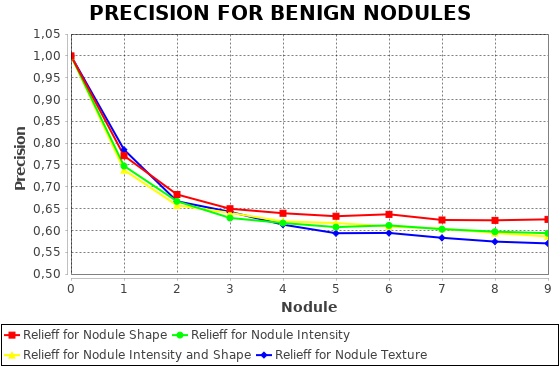 PRECISION FOR BENIGN NODULES
1,05
1,00
0,95
0,90
0,85
0,80
0,75
0,70
0,65
0,60
0,55
0,50
Precision
0 1 2 3 4 5 6 7 8 9
Nodule
Relieff for Nodule Shape Relieff for Nodule Intensity
Relieff for Nodule Intensity and Shape Relieff for Nodule Texture